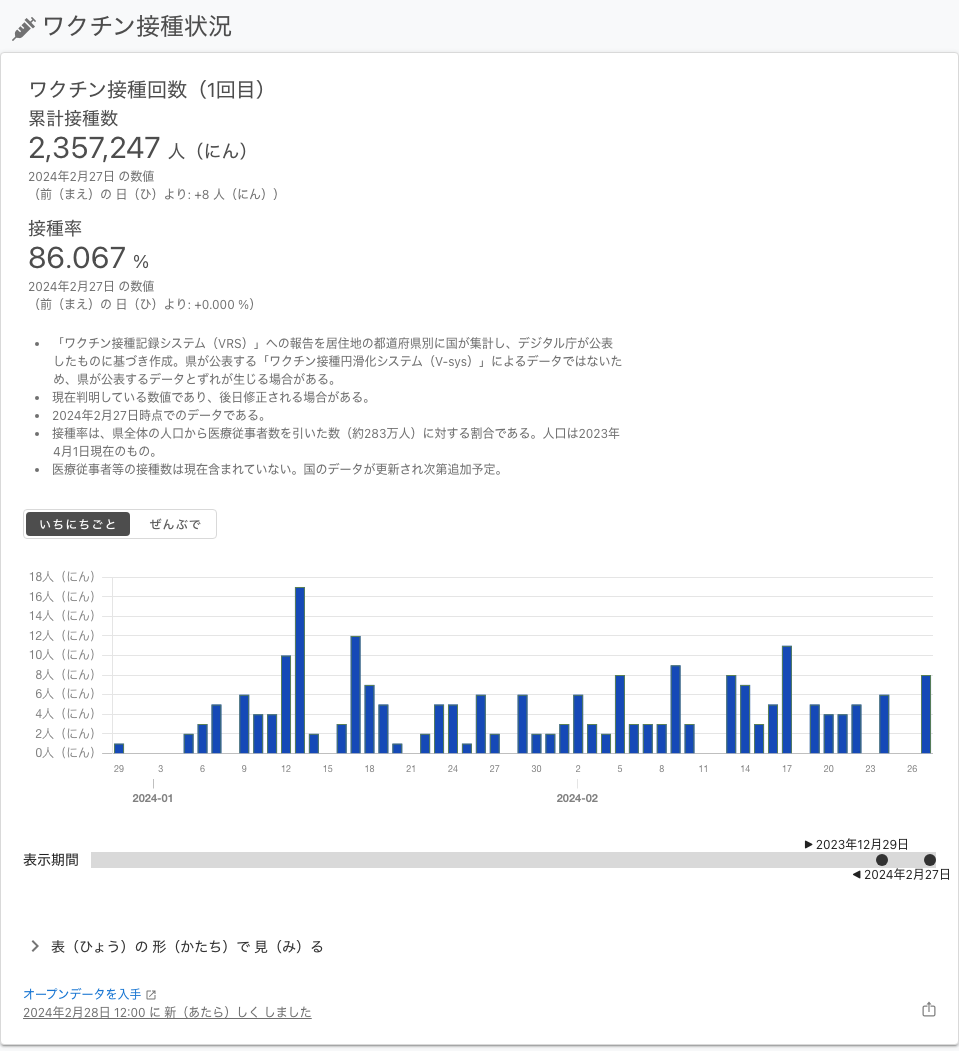 ワクチン接種状況
ワクチン接種回数（1回目）
累計接種数
2,357,247 人（にん）
2024年2月27日 の数値
（前（まえ）の 日（ひ）より: +8 人（にん））
接種率
86.067 %
2024年2月27日 の数値
（前（まえ）の 日（ひ）より: +0.000 %）
• 「ワクチン接種記録システム（VRS）」への報告を居住地の都道府県別に国が集計し、デジタル庁が公表
したものに基づき作成。県が公表する「ワクチン接種円滑化システム（V-sys）」によるデータではないた
め、県が公表するデータとずれが生じる場合がある。
• 現在判明している数値であり、後日修正される場合がある。
• 2024年2月27日時点でのデータである。
• 接種率は、県全体の人口から医療従事者数を引いた数（約283万人）に対する割合である。人口は2023年
4月1日現在のもの。
• 医療従事者等の接種数は現在含まれていない。国のデータが更新され次第追加予定。
いちにちごと ぜんぶで
18人（にん）
16人（にん）
14人（にん）
12人（にん）
10人（にん）
8人（にん）
6人（にん）
4人（にん）
2人（にん）
0人（にん）
29 3 6 9 12 15 18 21 24 27 30 2 5 8 11 14 17 20 23 26
2024-01 2024-02
▶ 2023年12月29日
表示期間
◀ 2024年2月27日
表（ひょう）の 形（かたち）で 見（み）る
オープンデータを入手
2024年2月28日 12:00 に 新（あたら）しく しました